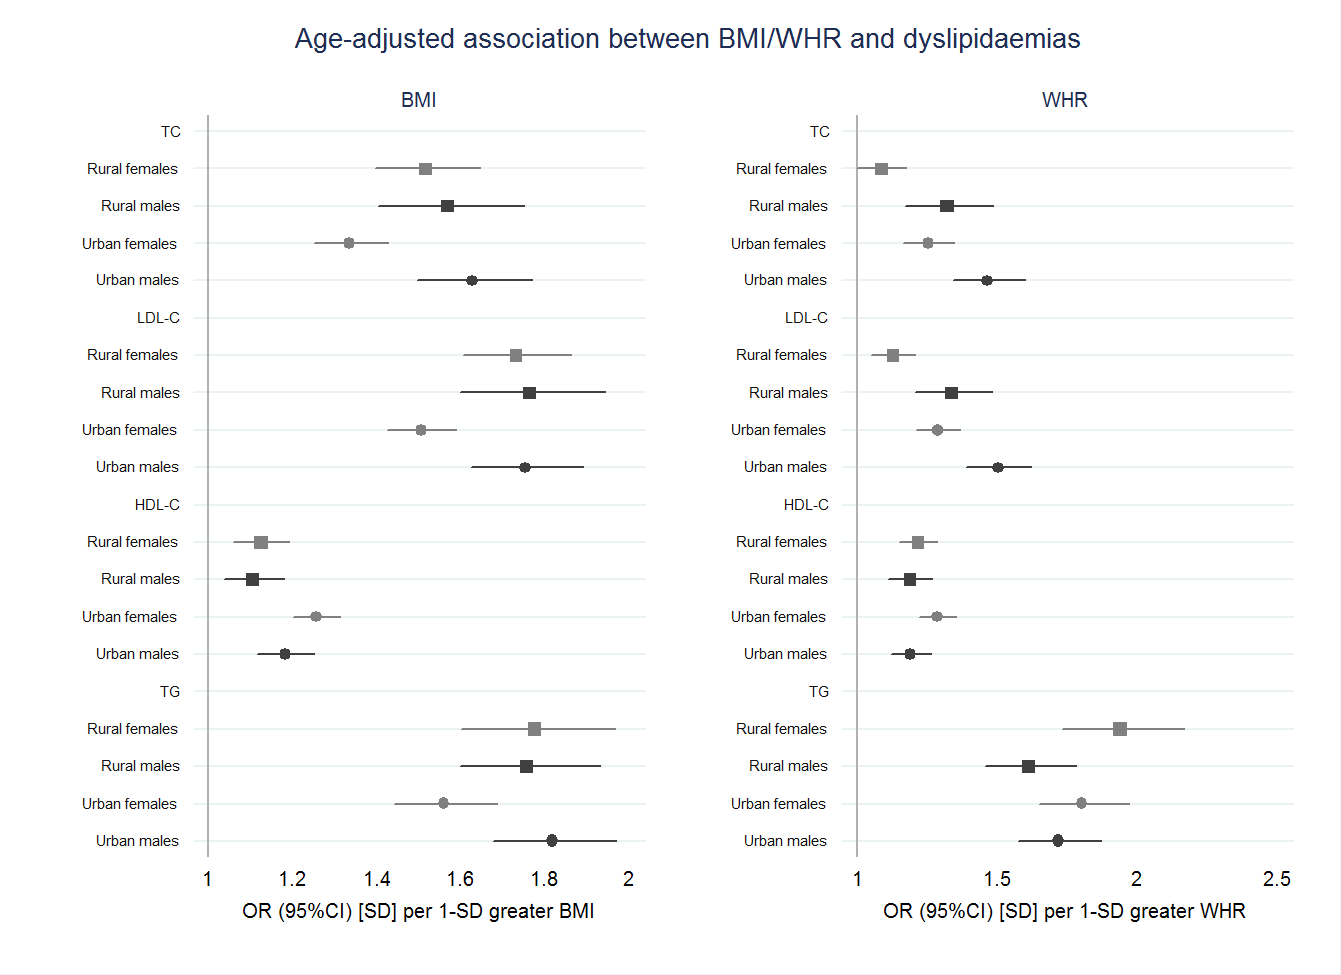 Age-adjusted association between BMI/WHR and dyslipidaemias
BMI
TC
Rural females
Rural males
Urban females
Urban males
LDL-C
Rural females
Rural males
Urban females
Urban males
HDL-C
Rural females
Rural males
Urban females
Urban males
TG
Rural females
Rural males
Urban females
Urban males
1 1.2 1.4 1.6 1.8 2
OR (95%CI) [SD] per 1-SD greater BMI
WHR
TC
Rural females
Rural males
Urban females
Urban males
LDL-C
Rural females
Rural males
Urban females
Urban males
HDL-C
Rural females
Rural males
Urban females
Urban males
TG
Rural females
Rural males
Urban females
Urban males
1 1.5 2 2.5
OR (95%CI) [SD] per 1-SD greater WHR